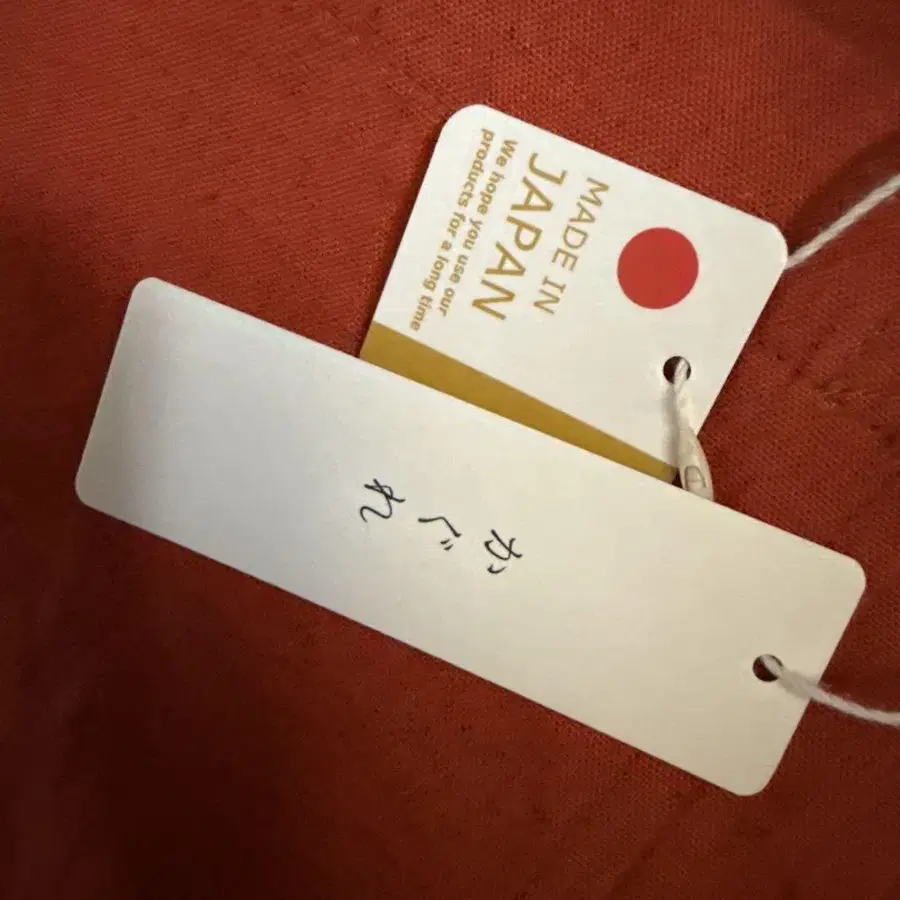 MADE IN
JAPAN
We hope you use our
products for a long time
かぐれ